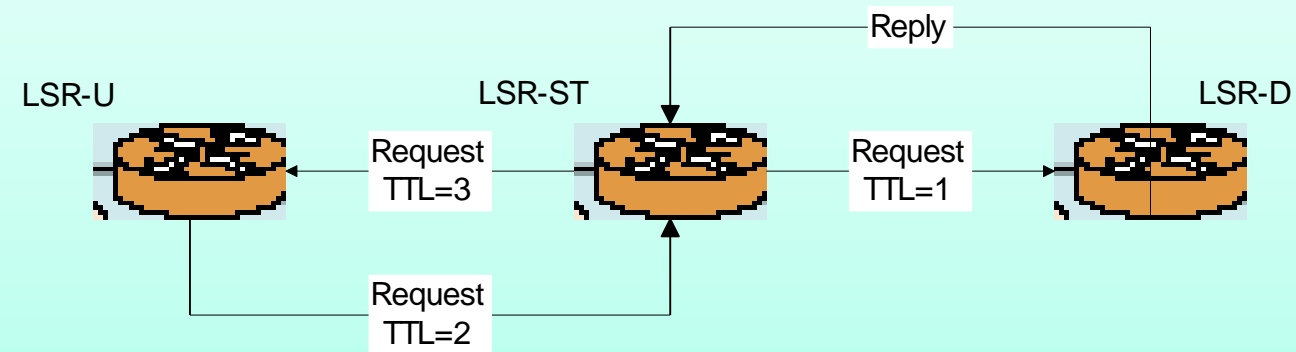 Reply
LSR-U
LSR-ST
LSR-D
Request
TTL=3
Request
TTL=1
Request
TTL=2